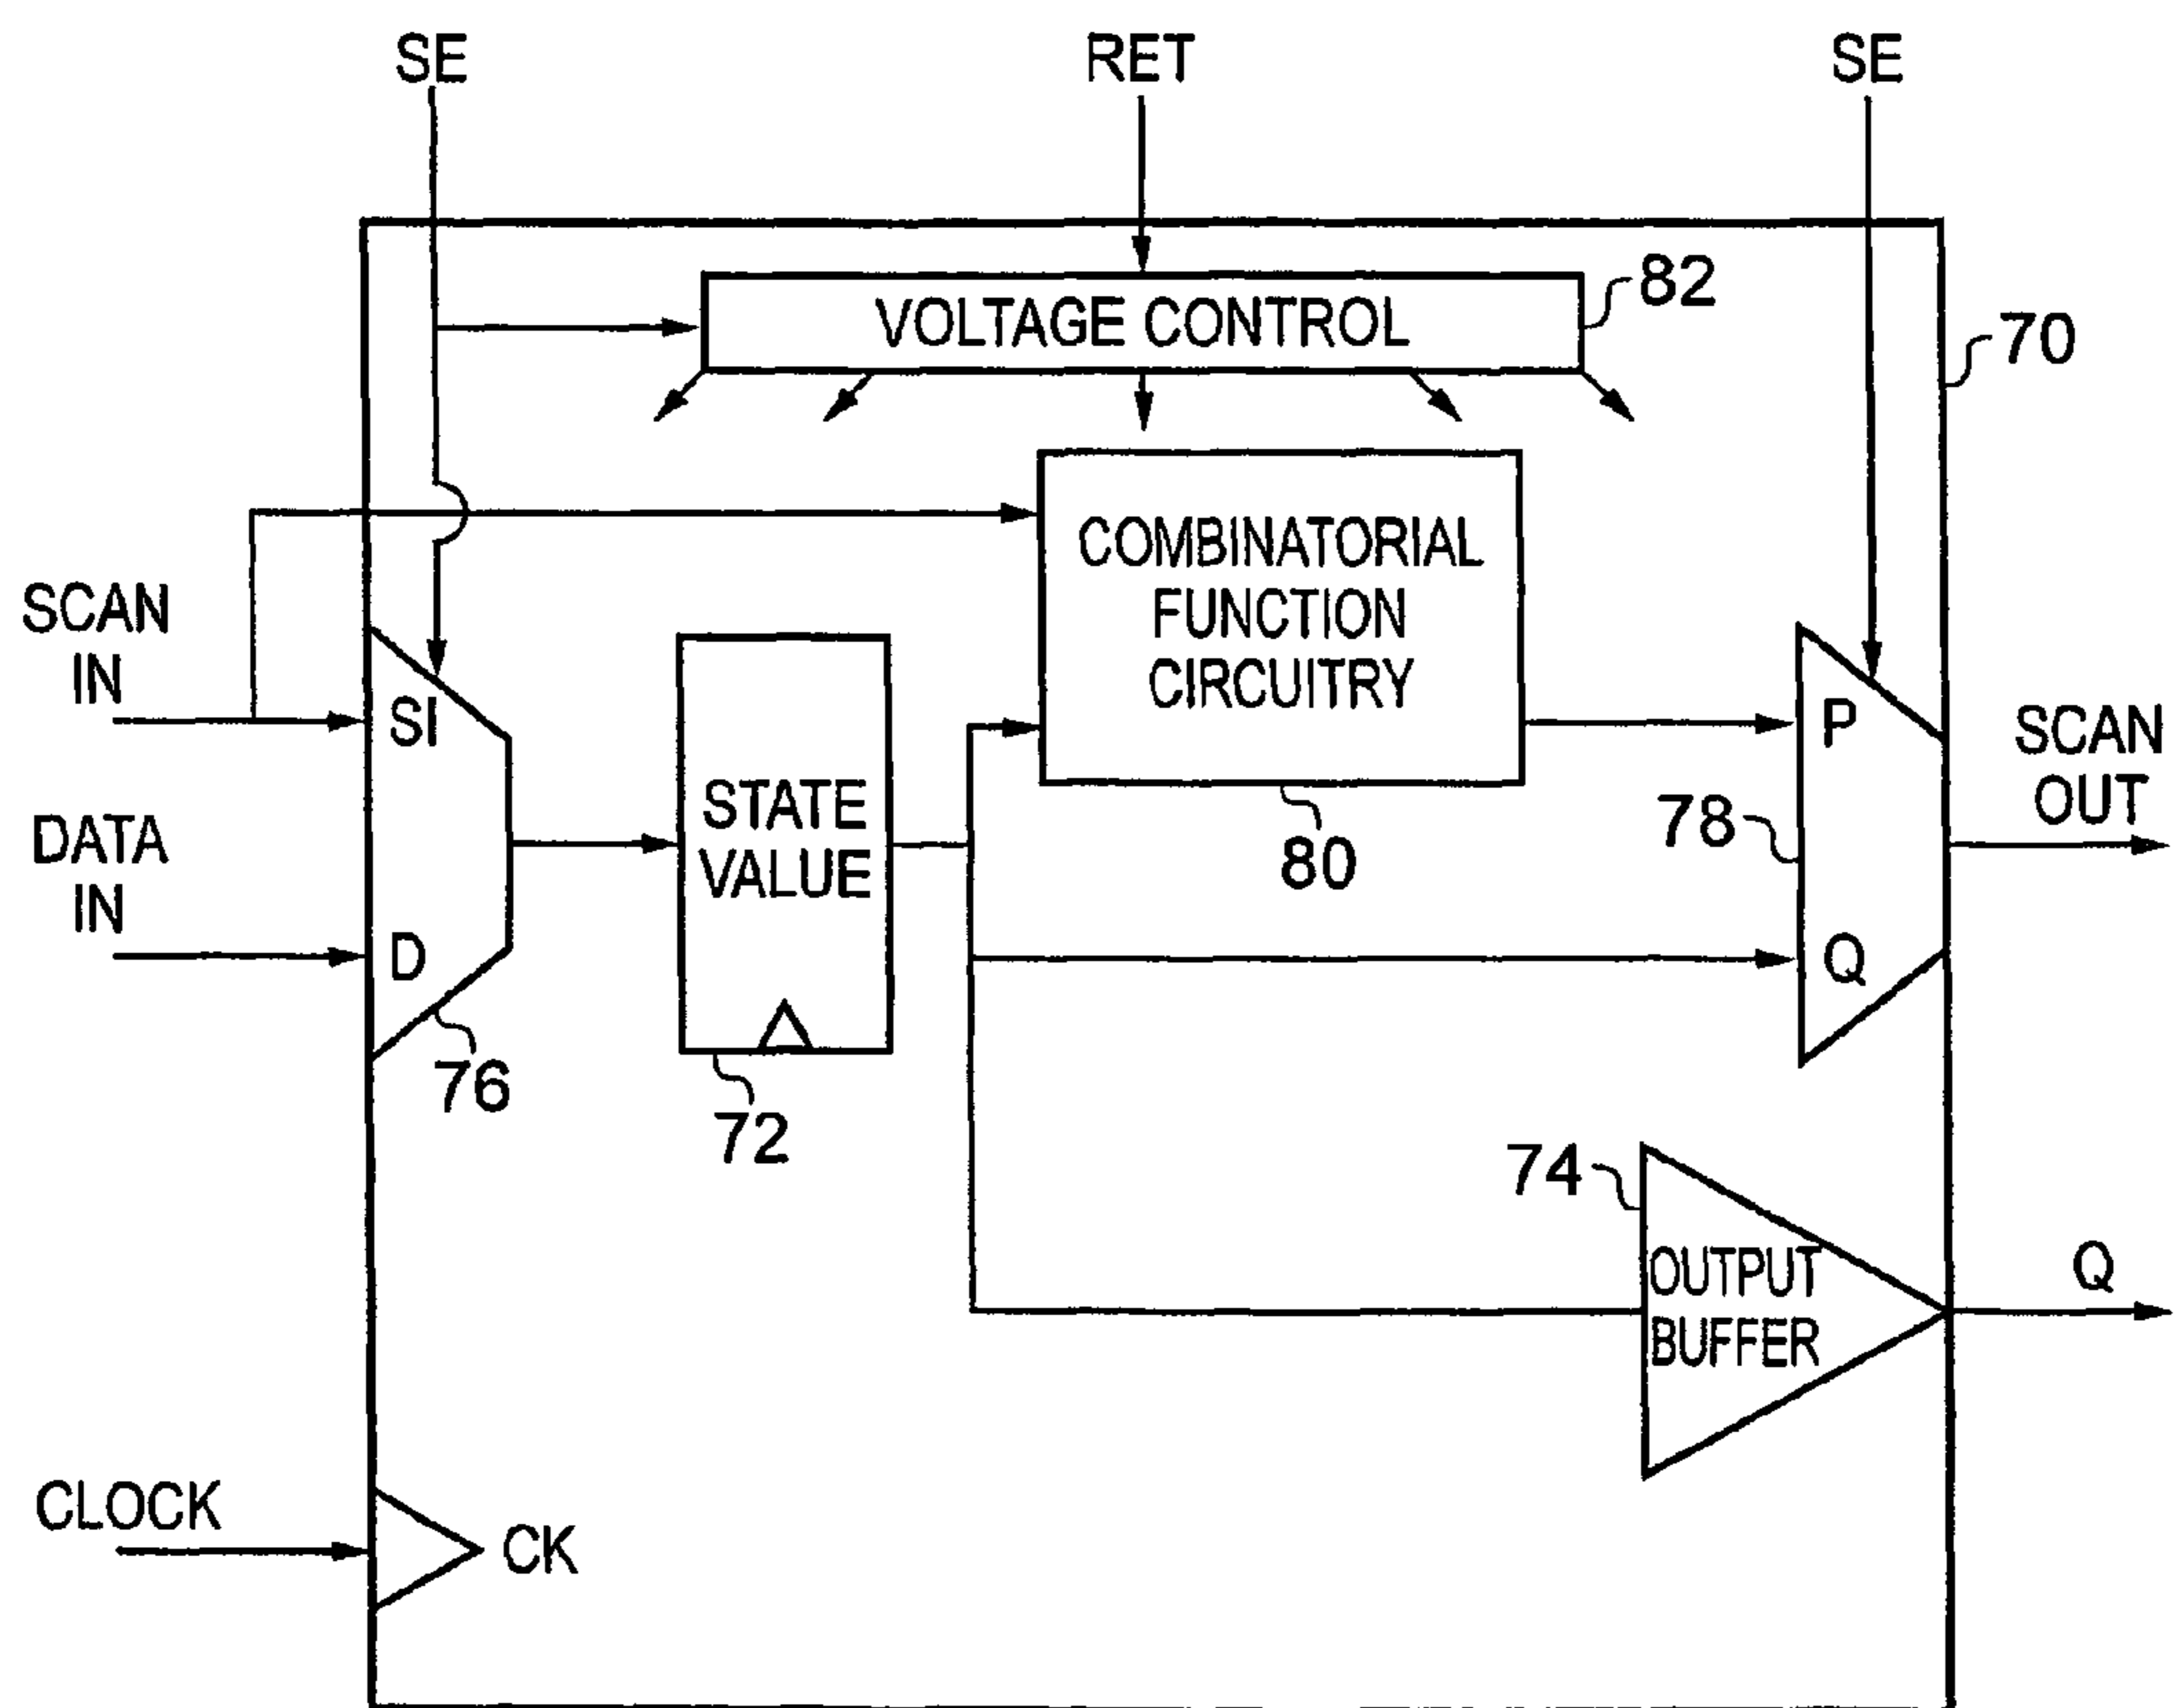 SE
RET
SE
82
VOLTAGE CONTROL
70
COMBINATORIAL
FUNCTION
CIRCUITRY
SCAN
IN
SI
P
SCAN
OUT
STATE
VALUE
78
DATA
IN
80
D
Q
76
72
74
OUTPUT
BUFFER
Q
CLOCK
CK